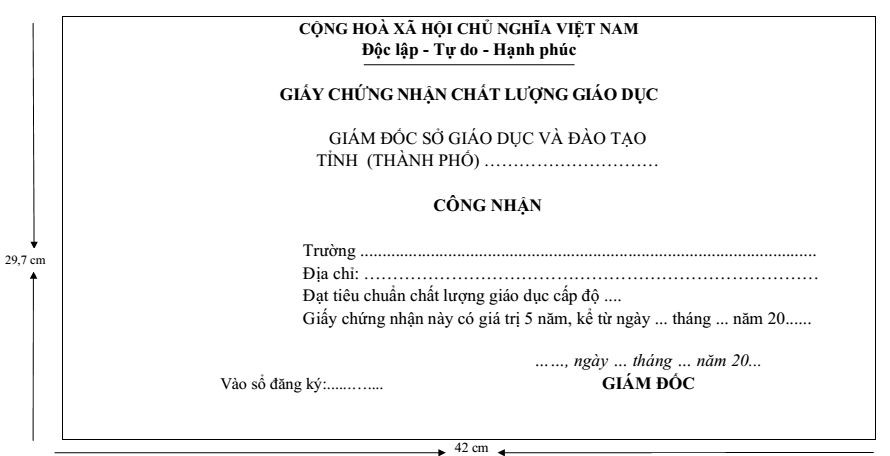 CỘNG HOÀ XÃ HỘI CHỦ NGHĨA VIỆT NAM
Độc lập - Tự do - Hạnh phúc
GIẤY CHỨNG NHẬN CHẤT LƯỢNG GIÁO DỤC
GIÁM ĐỐC SỞ GIÁO DỤC VÀ ĐÀO TẠO
TỈNH (THÀNH PHỐ) …………………………
CÔNG NHẬN
Trường ........................................................................................................
Địa chỉ: ……………………………………………………………………
Đạt tiêu chuẩn chất lượng giáo dục cấp độ ....
Giấy chứng nhận này có giá trị 5 năm, kể từ ngày ... tháng ... năm 20......
29,7 cm
……, ngày ... tháng ... năm 20...
Vào sổ đăng ký:.....…....
GIÁM ĐỐC
42 cm